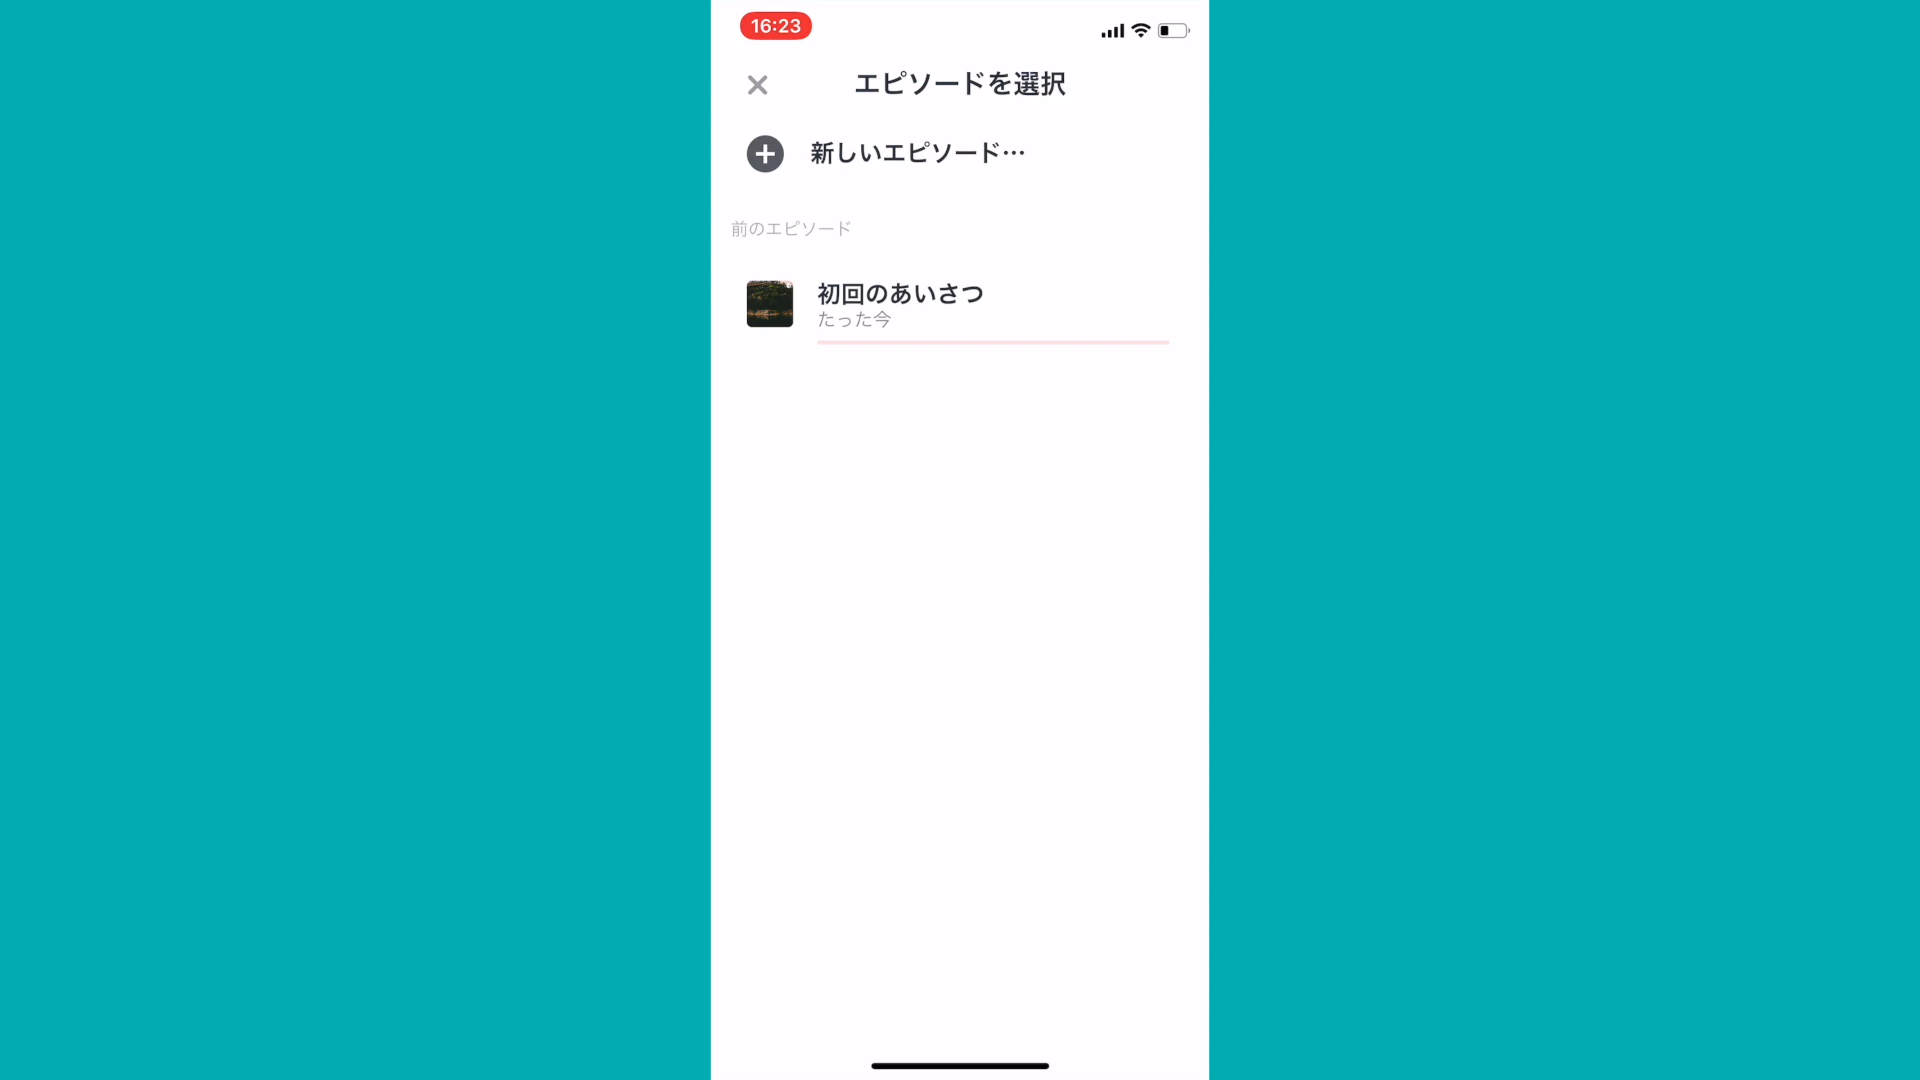 16:23
エピソードを選択
新しいエピソード…
前のエピソード
初回のあいさつ
たった今